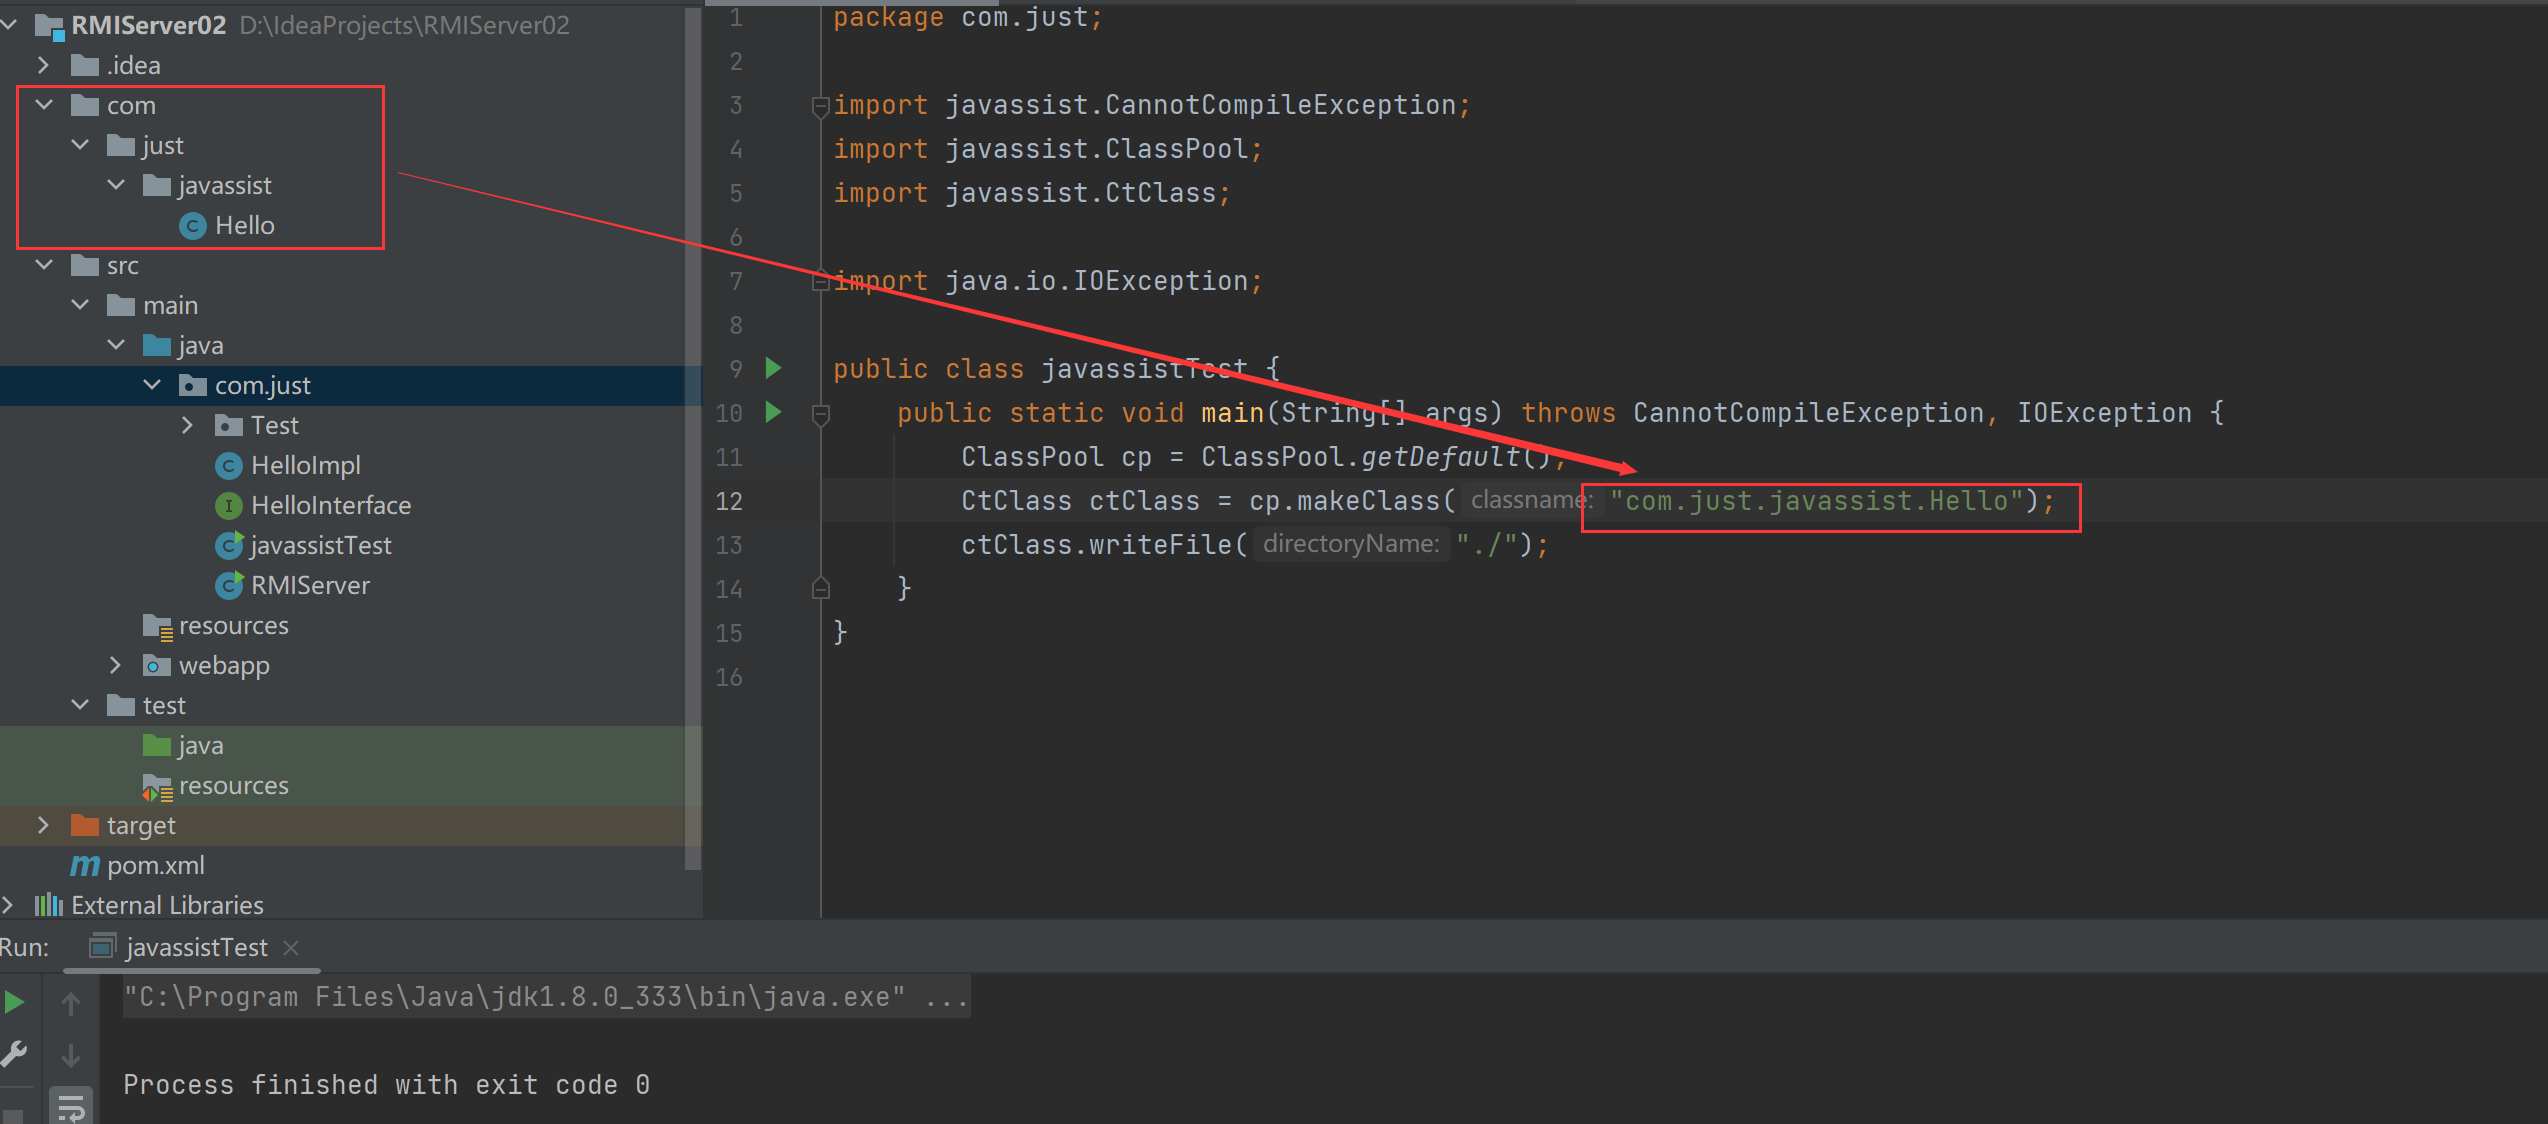 RMIServer02 D:\IdeaProjects\RMIServer02
.idea
com
just
javassist
Hello
src
main
java
com.just
Test
HelloImpl
HelloInterface
javassistTest
RMIServer
resources
webapp
test
java
resources
target
pom.xml
External Libraries
1 package com.just;
2
3 import javassist.CannotCompileException;
4 import javassist.ClassPool;
5 import javassist.CtClass;
6
7 import java.io.IOException;
8
9 public class javassistTest {
10 public static void main(String[] args) throws CannotCompileException, IOException {
11 ClassPool cp = ClassPool.getDefault();
12 CtClass ctClass = cp.makeClass( classname: "com.just.javassist.Hello");
13 ctClass.writeFile( directoryName: "./");
14 }
15 }
16
Run: javassistTest
"C:\Program Files\Java\jdk1.8.0_333\bin\java.exe" ...
Process finished with exit code 0